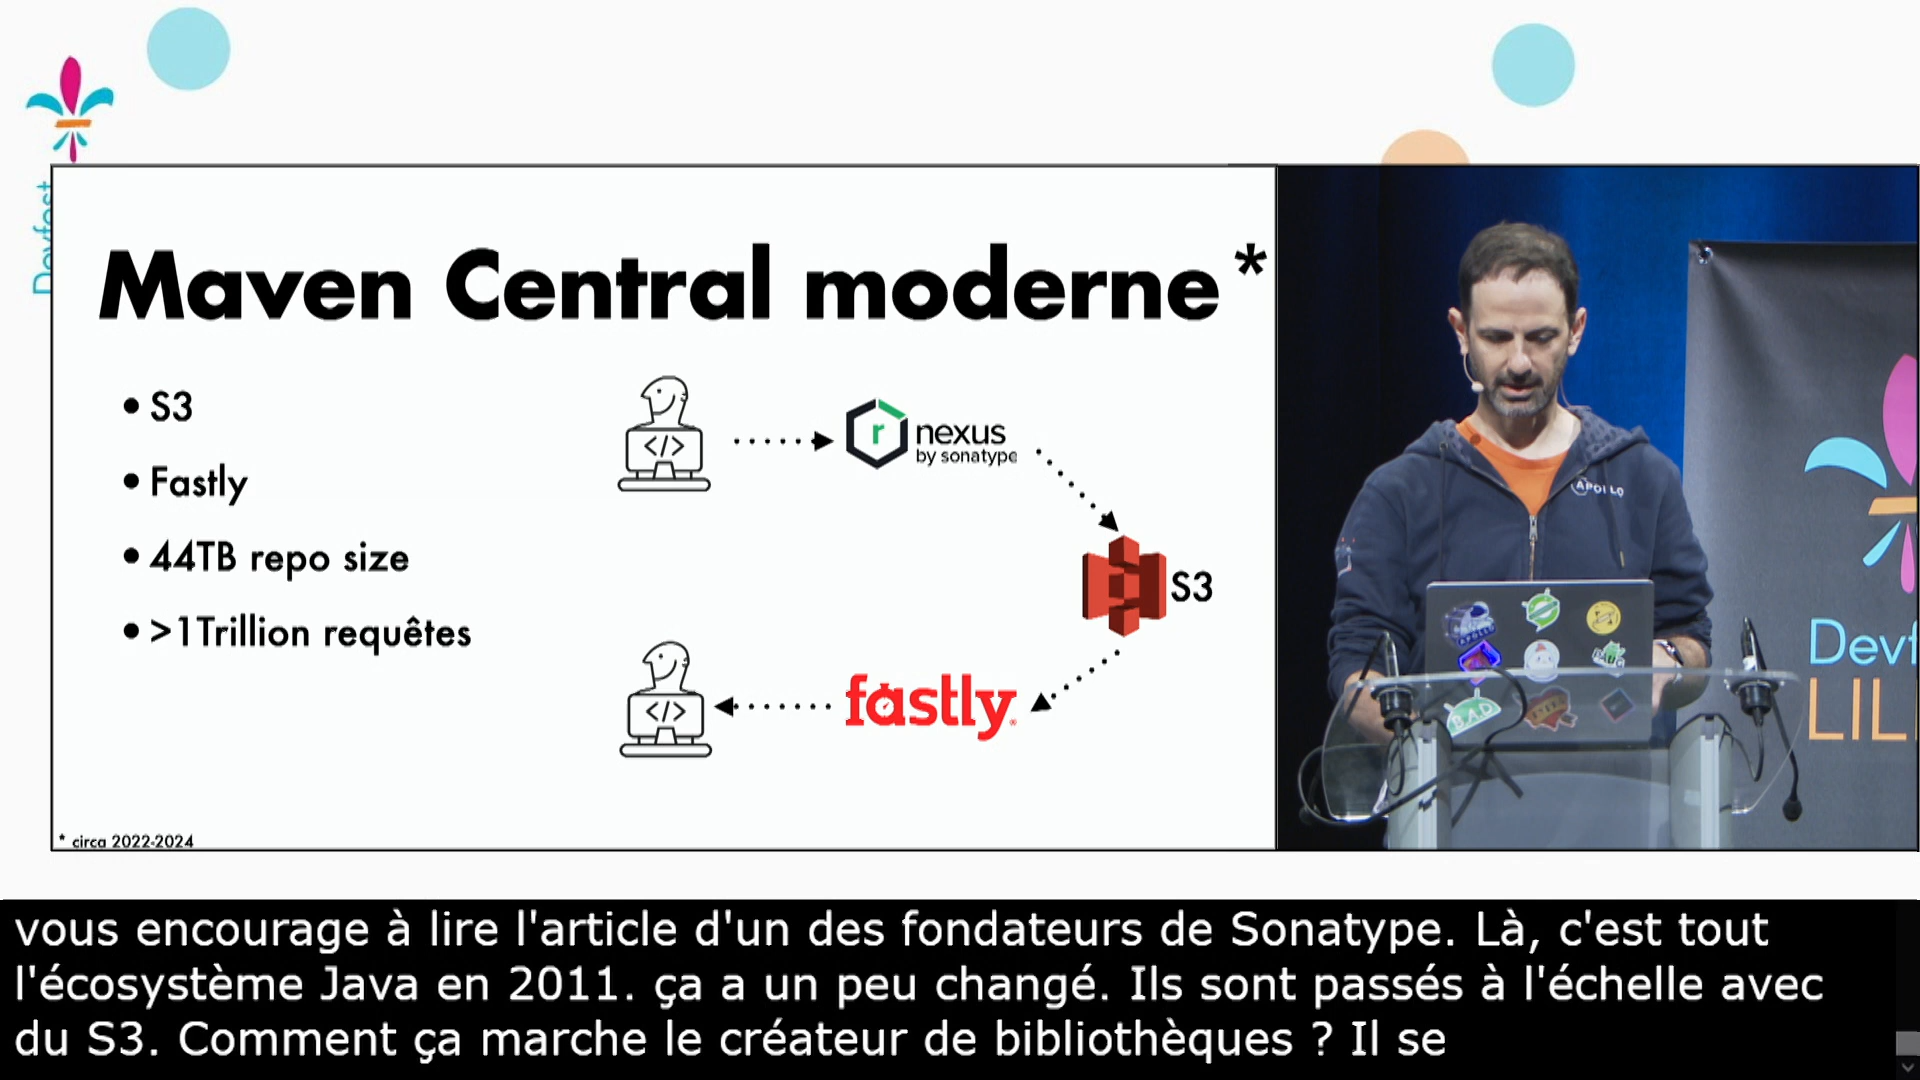 Devfest
Maven Central moderne*
• S3
• Fastly
• 44TB repo size
• >1Trillion requêtes
</>
r nexus
by sonatype
S3
</>
fastly
* circa 2022-2024
APOLLO
APOLLO
B.A.D
Devf
LIL
vous encourage à lire l'article d'un des fondateurs de Sonatype. Là, c'est tout
l'écosystème Java en 2011. ça a un peu changé. Ils sont passés à l'échelle avec
du S3. Comment ça marche le créateur de bibliothèques ? Il se